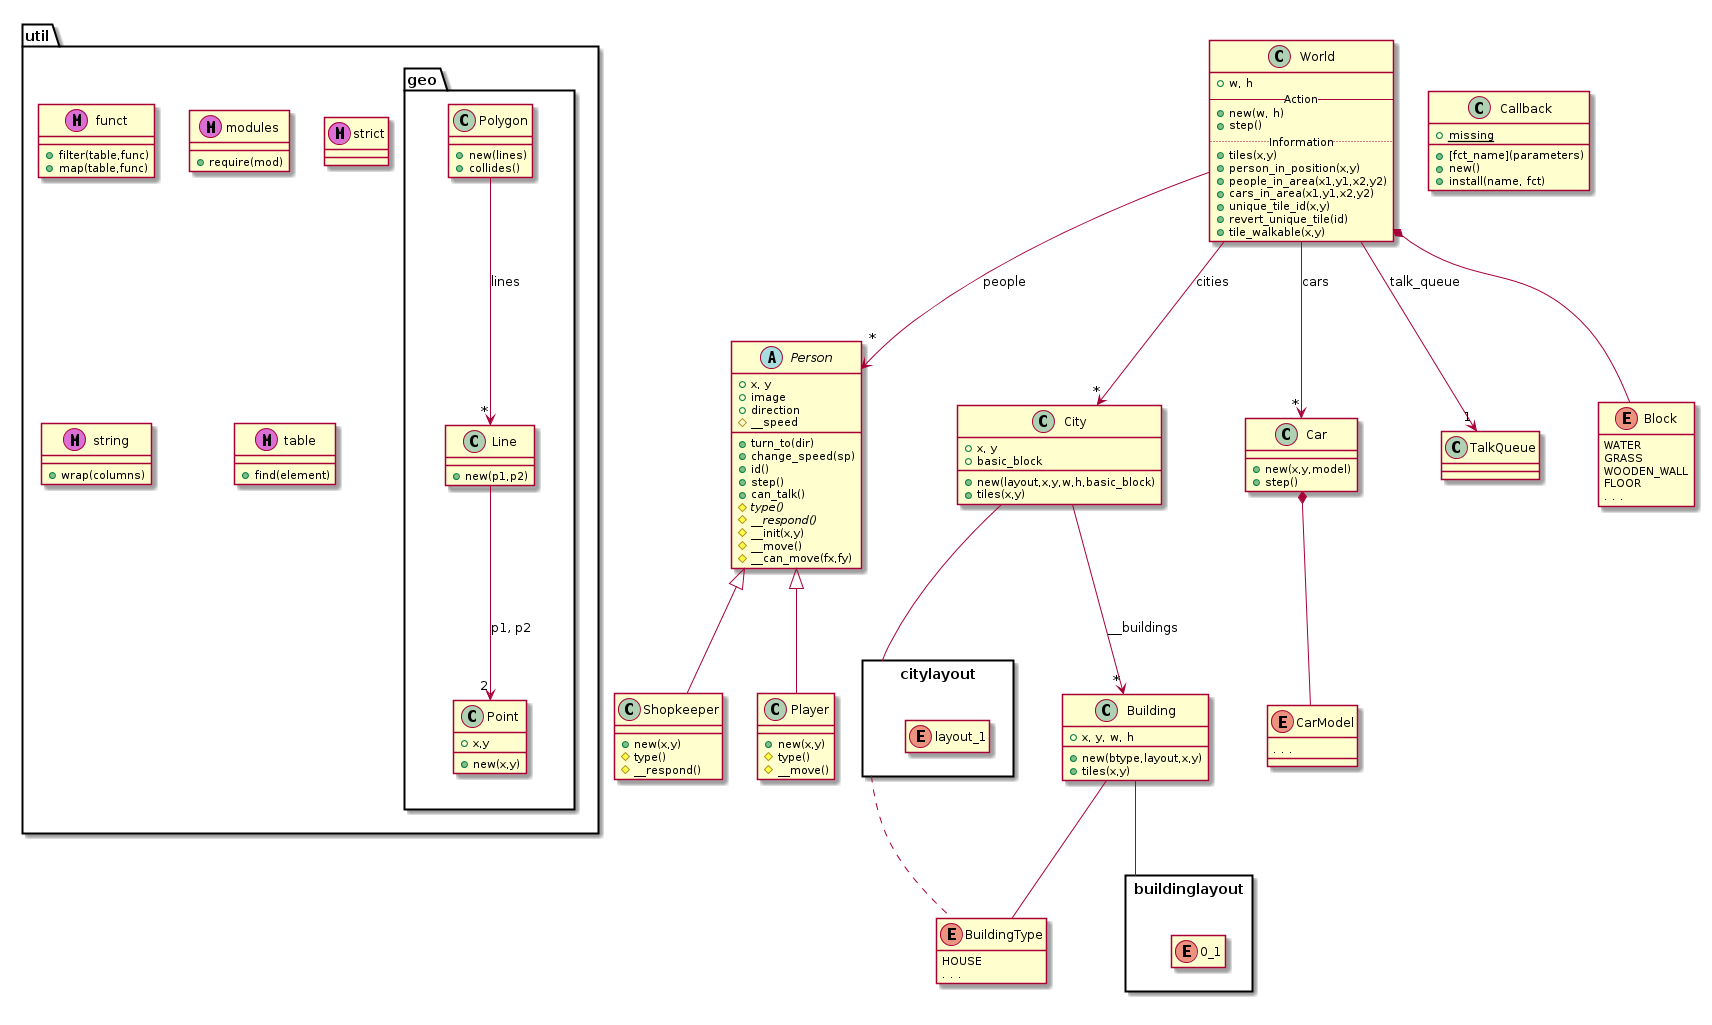 util
M funct
filter(table,func)
map(table,func)
M modules
require(mod)
M strict
M string
wrap(columns)
M table
find(element)
geo
C Polygon
new(lines)
collides()
lines
*
C Line
new(p1,p2)
p1, p2
2
C Point
x,y
new(x,y)
C World
w, h
Action
new(w, h)
step()
Information
tiles(x,y)
person_in_position(x,y)
people_in_area(x1,y1,x2,y2)
cars_in_area(x1,y1,x2,y2)
unique_tile_id(x,y)
revert_unique_tile(id)
tile_walkable(x,y)
C Callback
missing
[fct_name](parameters)
new()
install(name, fct)
people
*
cities
*
cars
*
talk_queue
1
A Person
x, y
image
direction
__speed
turn_to(dir)
change_speed(sp)
id()
step()
can_talk()
type()
__respond()
__init(x,y)
__move()
__can_move(fx,fy)
C City
x, y
basic_block
new(layout,x,y,w,h,basic_block)
tiles(x,y)
C Car
new(x,y,model)
step()
C TalkQueue
E Block
WATER
GRASS
WOODEN_WALL
FLOOR
. . .
__buildings
*
C Shopkeeper
new(x,y)
type()
__respond()
C Player
new(x,y)
type()
__move()
citylayout
E layout_1
C Building
x, y, w, h
new(btype,layout,x,y)
tiles(x,y)
E CarModel
. . .
E BuildingType
HOUSE
. . .
buildinglayout
E 0_1